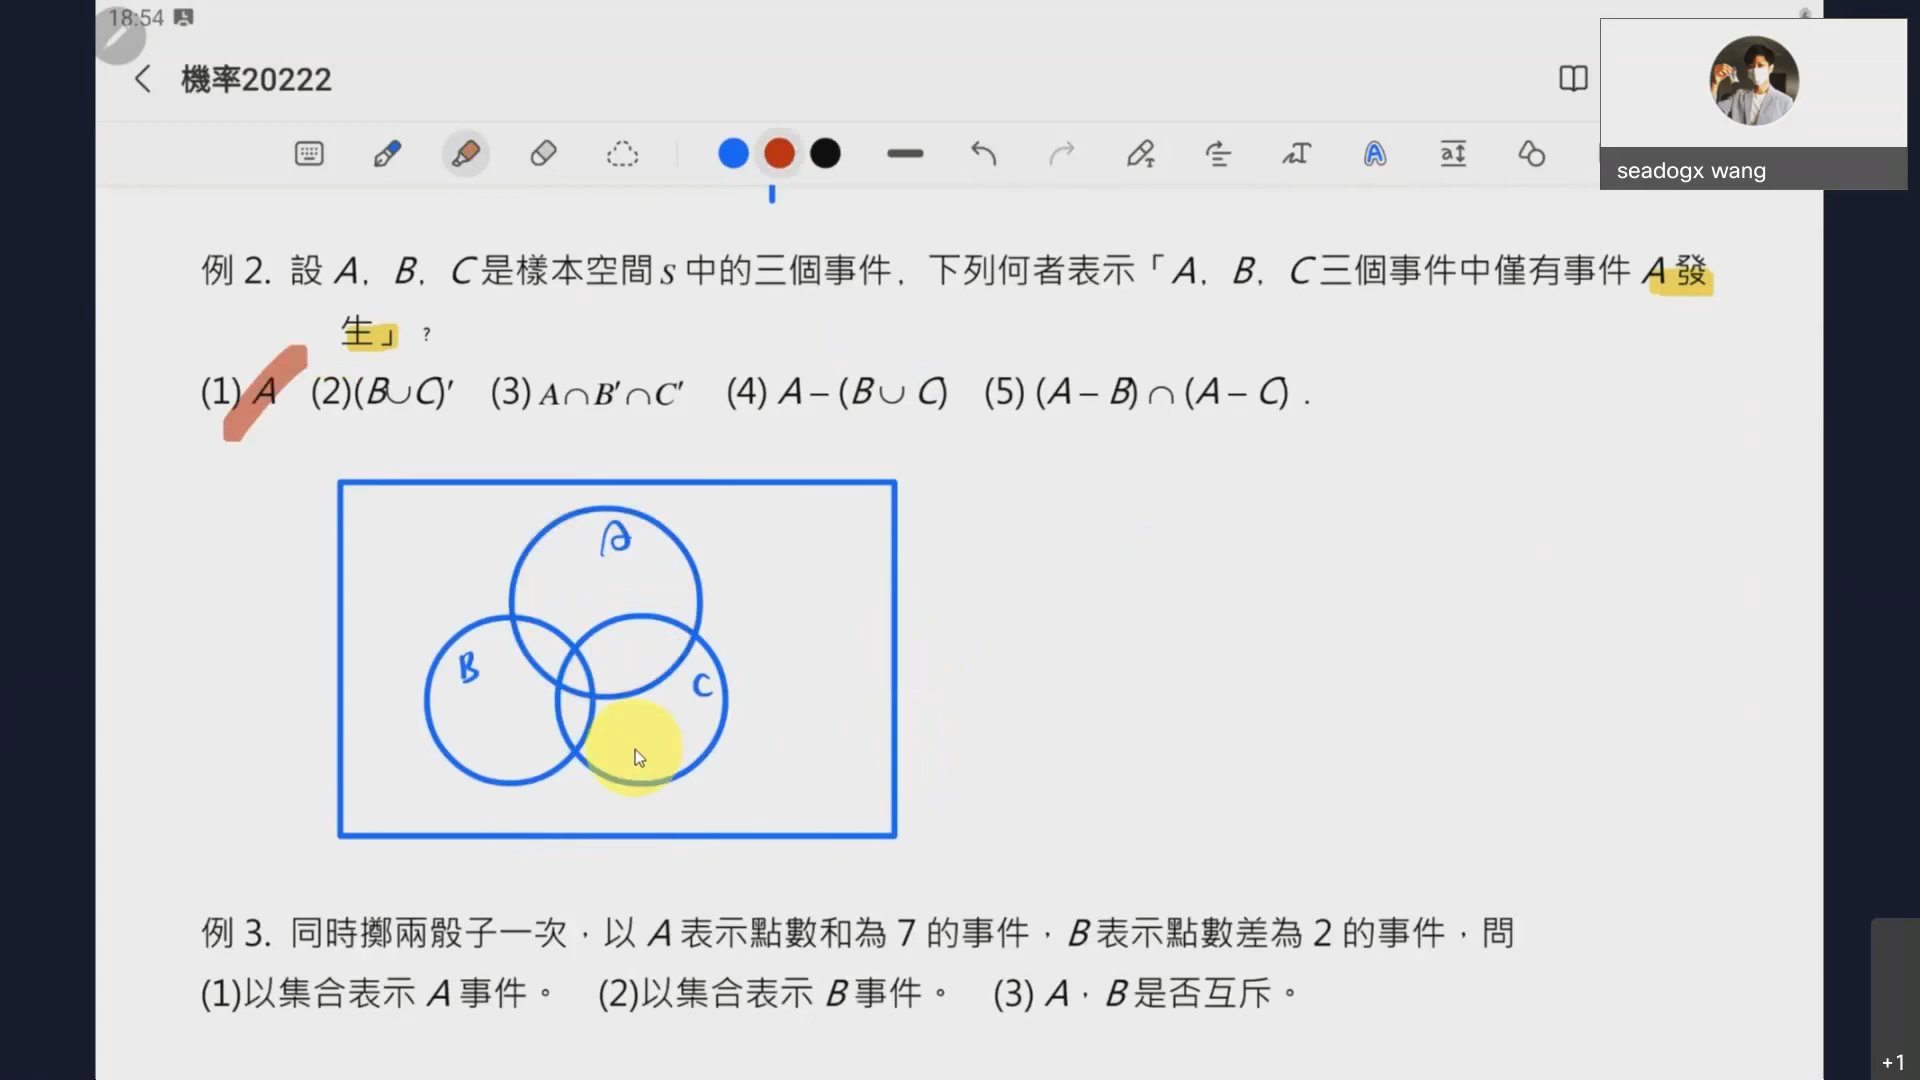 18:54
機率20222
seadogx wang
例 2. 設 A, B, C 是樣本空間 S 中的三個事件, 下列何者表示「A, B, C 三個事件中僅有事件 A 發
生」?
(1) A (2)(B∪C)′ (3) A∩B′∩C′ (4) A−(B∪C) (5) (A−B)∩(A−C) .
A
B
C
例 3. 同時擲兩骰子一次，以 A 表示點數和為 7 的事件，B 表示點數差為 2 的事件，問
(1)以集合表示 A 事件。 (2)以集合表示 B 事件。 (3) A，B 是否互斥。
+1